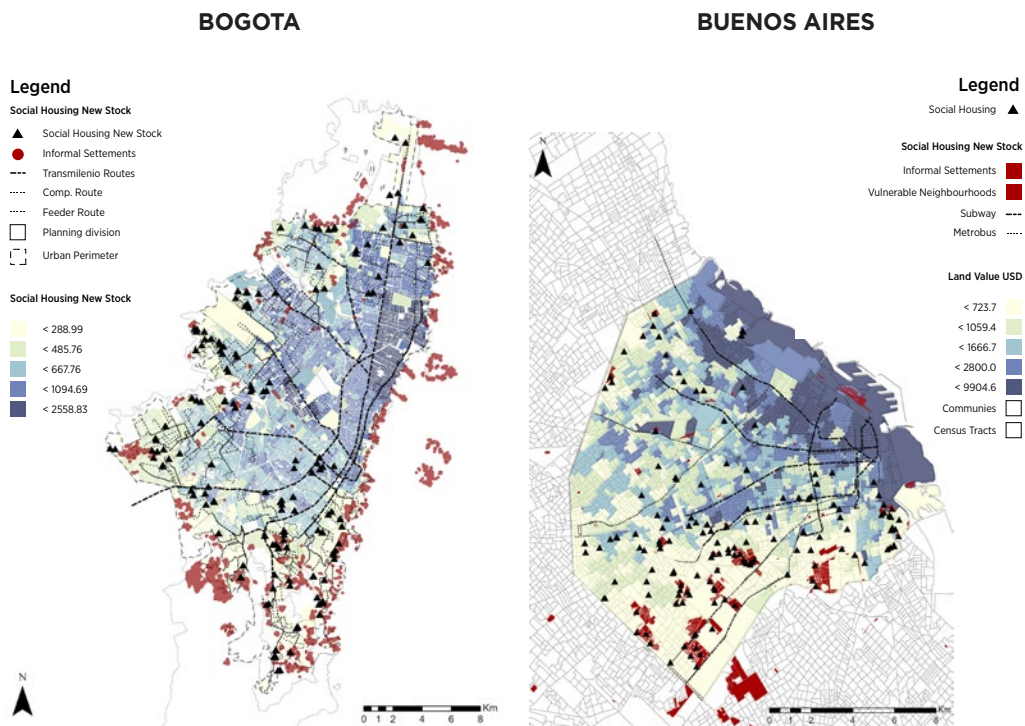 BOGOTA
Legend
Social Housing New Stock
Social Housing New Stock
Informal Settements
Transmilenio Routes
Comp. Route
Feeder Route
Planning division
Urban Perimeter
Social Housing New Stock
< 288.99
< 485.76
< 667.76
< 1094.69
< 2558.83
N
Km
0 1 2 4 6 8
BUENOS AIRES
Legend
Social Housing
Social Housing New Stock
Informal Settements
Vulnerable Neighbourhoods
Subway
Metrobus
Land Value USD
< 723.7
< 1059.4
< 1666.7
< 2800.0
< 9904.6
Communies
Census Tracts
N
Km
0 1 2 4 6 8